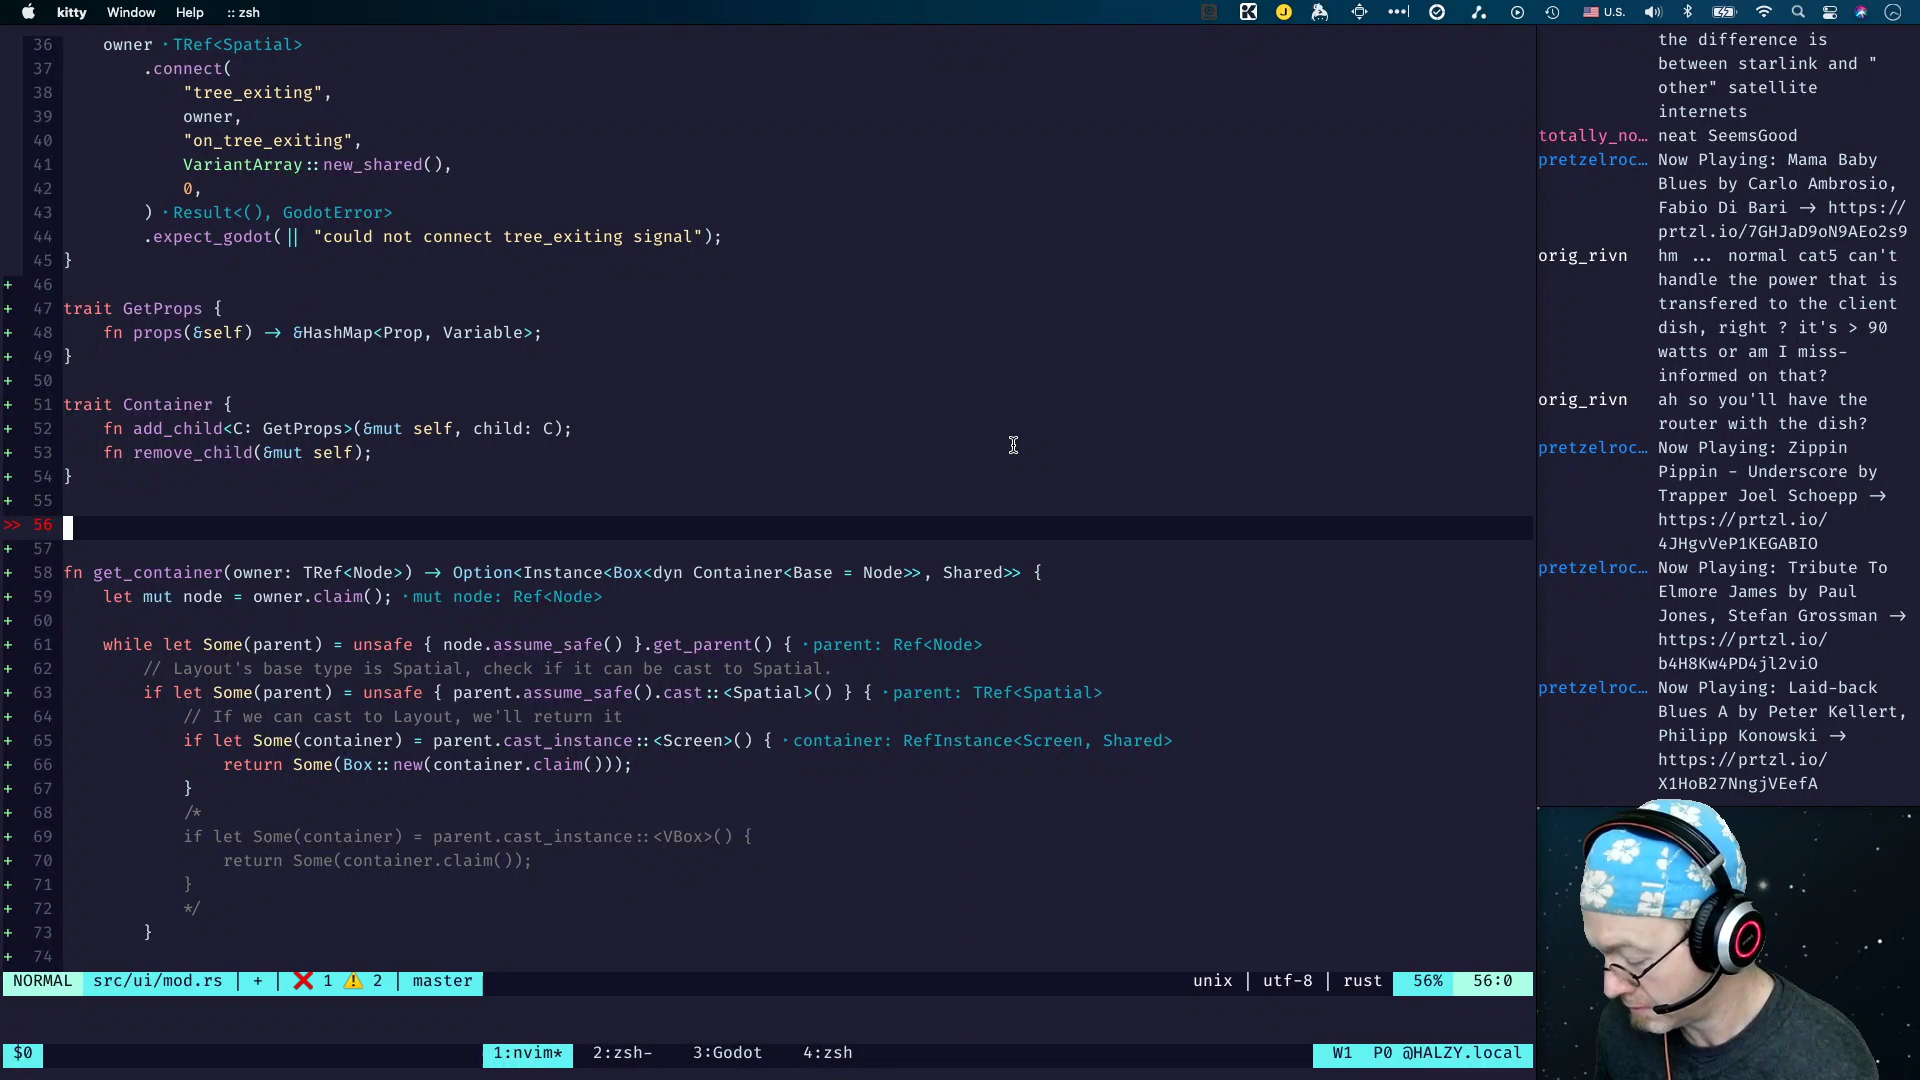 kitty Window Help :: zsh U.S.
36 owner · TRef<Spatial>
37 .connect(
38 "tree_exiting",
39 owner,
40 "on_tree_exiting",
41 VariantArray::new_shared(),
42 0,
43 ) · Result<(), GodotError>
44 .expect_godot(|| "could not connect tree_exiting signal");
45 }
+ 46
+ 47 trait GetProps {
+ 48 fn props(&self) -> &HashMap<Prop, Variable>;
+ 49 }
+ 50
+ 51 trait Container {
+ 52 fn add_child<C: GetProps>(&mut self, child: C);
+ 53 fn remove_child(&mut self);
+ 54 }
+ 55
>> 56
+ 57
+ 58 fn get_container(owner: TRef<Node>) -> Option<Instance<Box<dyn Container<Base = Node>>, Shared>> {
+ 59 let mut node = owner.claim(); · mut node: Ref<Node>
+ 60
+ 61 while let Some(parent) = unsafe { node.assume_safe() }.get_parent() { · parent: Ref<Node>
+ 62 // Layout's base type is Spatial, check if it can be cast to Spatial.
+ 63 if let Some(parent) = unsafe { parent.assume_safe().cast::<Spatial>() } { · parent: TRef<Spatial>
+ 64 // If we can cast to Layout, we'll return it
+ 65 if let Some(container) = parent.cast_instance::<Screen>() { · container: RefInstance<Screen, Shared>
+ 66 return Some(Box::new(container.claim()));
+ 67 }
+ 68 /*
+ 69 if let Some(container) = parent.cast_instance::<VBox>() {
+ 70 return Some(container.claim());
+ 71 }
+ 72 */
+ 73 }
+ 74
NORMAL src/ui/mod.rs | + | ❌ 1 ⚠ 2 | master unix | utf-8 | rust 56% 56:0
$0 1:nvim* 2:zsh- 3:Godot 4:zsh W1 P0 @HALZY.local
the difference is
between starlink and "
other" satellite
internets
totally_no… neat SeemsGood
pretzelroc… Now Playing: Mama Baby
Blues by Carlo Ambrosio,
Fabio Di Bari -> https://
prtzl.io/7GHJaD9oN9AEo2s9
orig_rivn hm ... normal cat5 can't
handle the power that is
transfered to the client
dish, right ? it's > 90
watts or am I miss-
informed on that?
orig_rivn ah so you'll have the
router with the dish?
pretzelroc… Now Playing: Zippin
Pippin - Underscore by
Trapper Joel Schoepp ->
https://prtzl.io/
4JHgvVeP1KEGABIO
pretzelroc… Now Playing: Tribute To
Elmore James by Paul
Jones, Stefan Grossman ->
https://prtzl.io/
b4H8Kw4PD4jl2viO
pretzelroc… Now Playing: Laid-back
Blues A by Peter Kellert,
Philipp Konowski ->
https://prtzl.io/
X1HoB27NngjVEefA